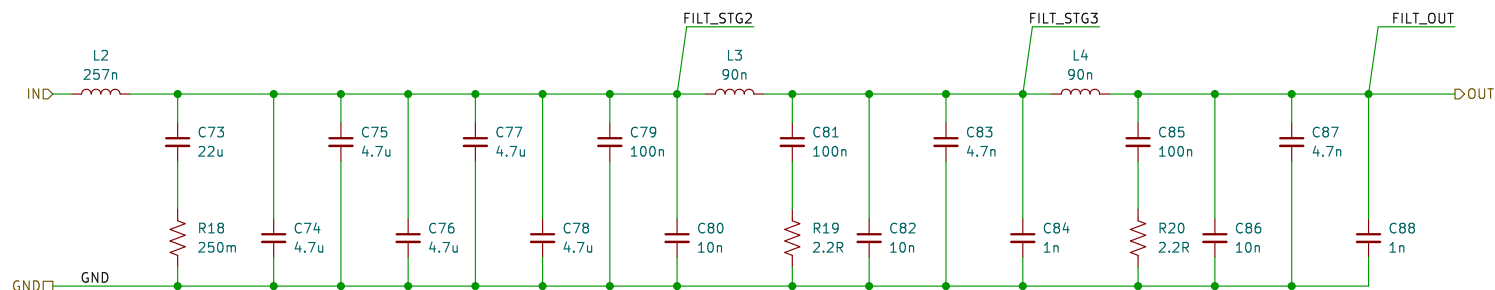 FILT_STG2
FILT_STG3
FILT_OUT
L2
257n
L3
90n
L4
90n
IN
OUT
C73
22u
C75
4.7u
C77
4.7u
C79
100n
C81
100n
C83
4.7n
C85
100n
C87
4.7n
R18
250m
C74
4.7u
C76
4.7u
C78
4.7u
C80
10n
R19
2.2R
C82
10n
C84
1n
R20
2.2R
C86
10n
C88
1n
GND
GND